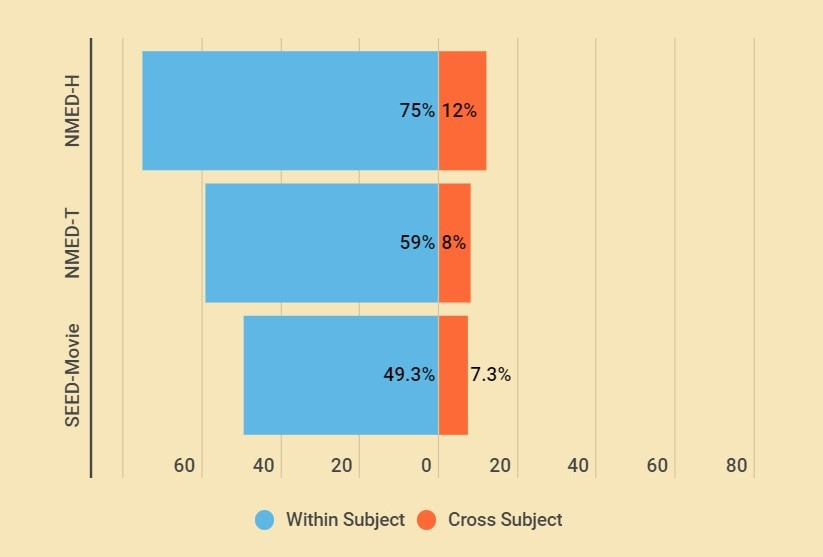 NMED-H
75% 12%
NMED-T
59% 8%
SEED-Movie
49.3% 7.3%
60 40 20 0 20 40 60 80
Within Subject Cross Subject